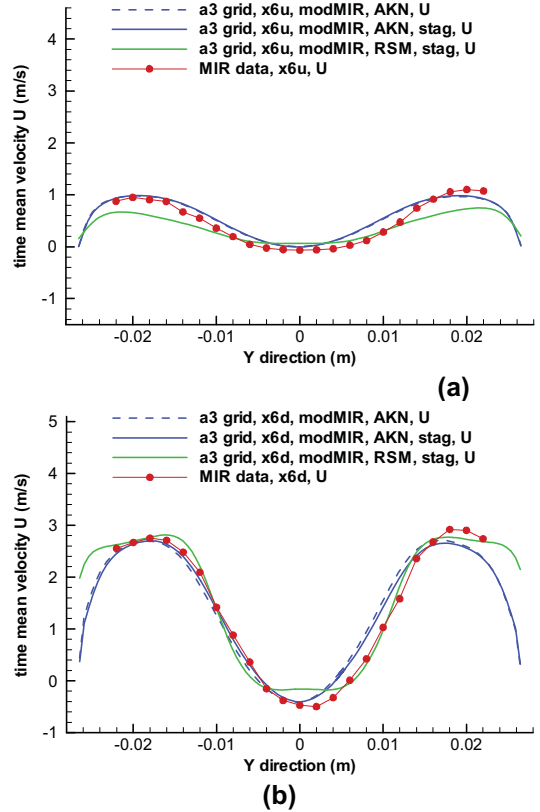 a3 grid, x6u, modMIR, AKN, U
a3 grid, x6u, modMIR, AKN, stag, U
a3 grid, x6u, modMIR, RSM, stag, U
MIR data, x6u, U
time mean velocity U (m/s)
4
3
2
1
0
-1
-0.02
-0.01
0
0.01
0.02
Y direction (m)
(a)
a3 grid, x6d, modMIR, AKN, U
a3 grid, x6d, modMIR, AKN, stag, U
a3 grid, x6d, modMIR, RSM, stag, U
MIR data, x6d, U
time mean velocity U (m/s)
5
4
3
2
1
0
-1
-0.02
-0.01
0
0.01
0.02
Y direction (m)
(b)